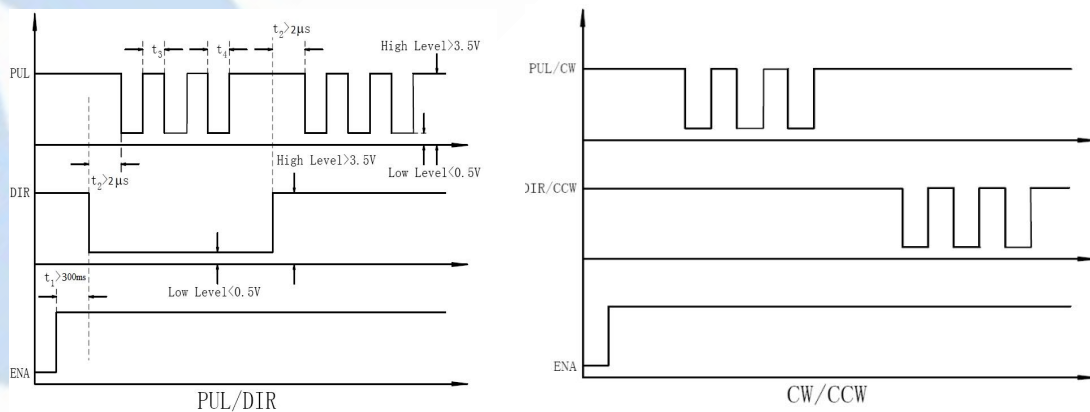 t₂>2μs
t₃
t₄
High Level>3.5V
PUL
High Level>3.5V
Low Level<0.5V
t₂>2μs
DIR
t₁>300ms
Low Level<0.5V
ENA
PUL/DIR
PUL/CW
DIR/CCW
ENA
CW/CCW